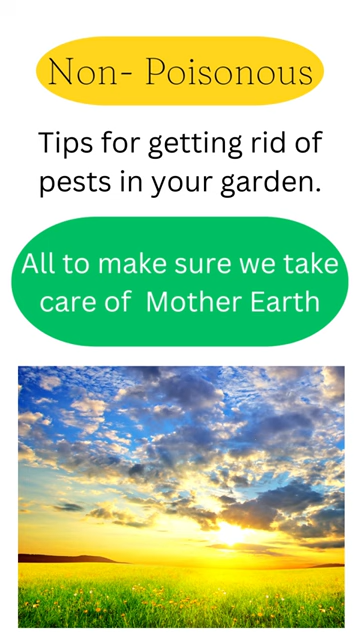 Non- Poisonous
Tips for getting rid of
pests in your garden.
All to make sure we take
care of  Mother Earth